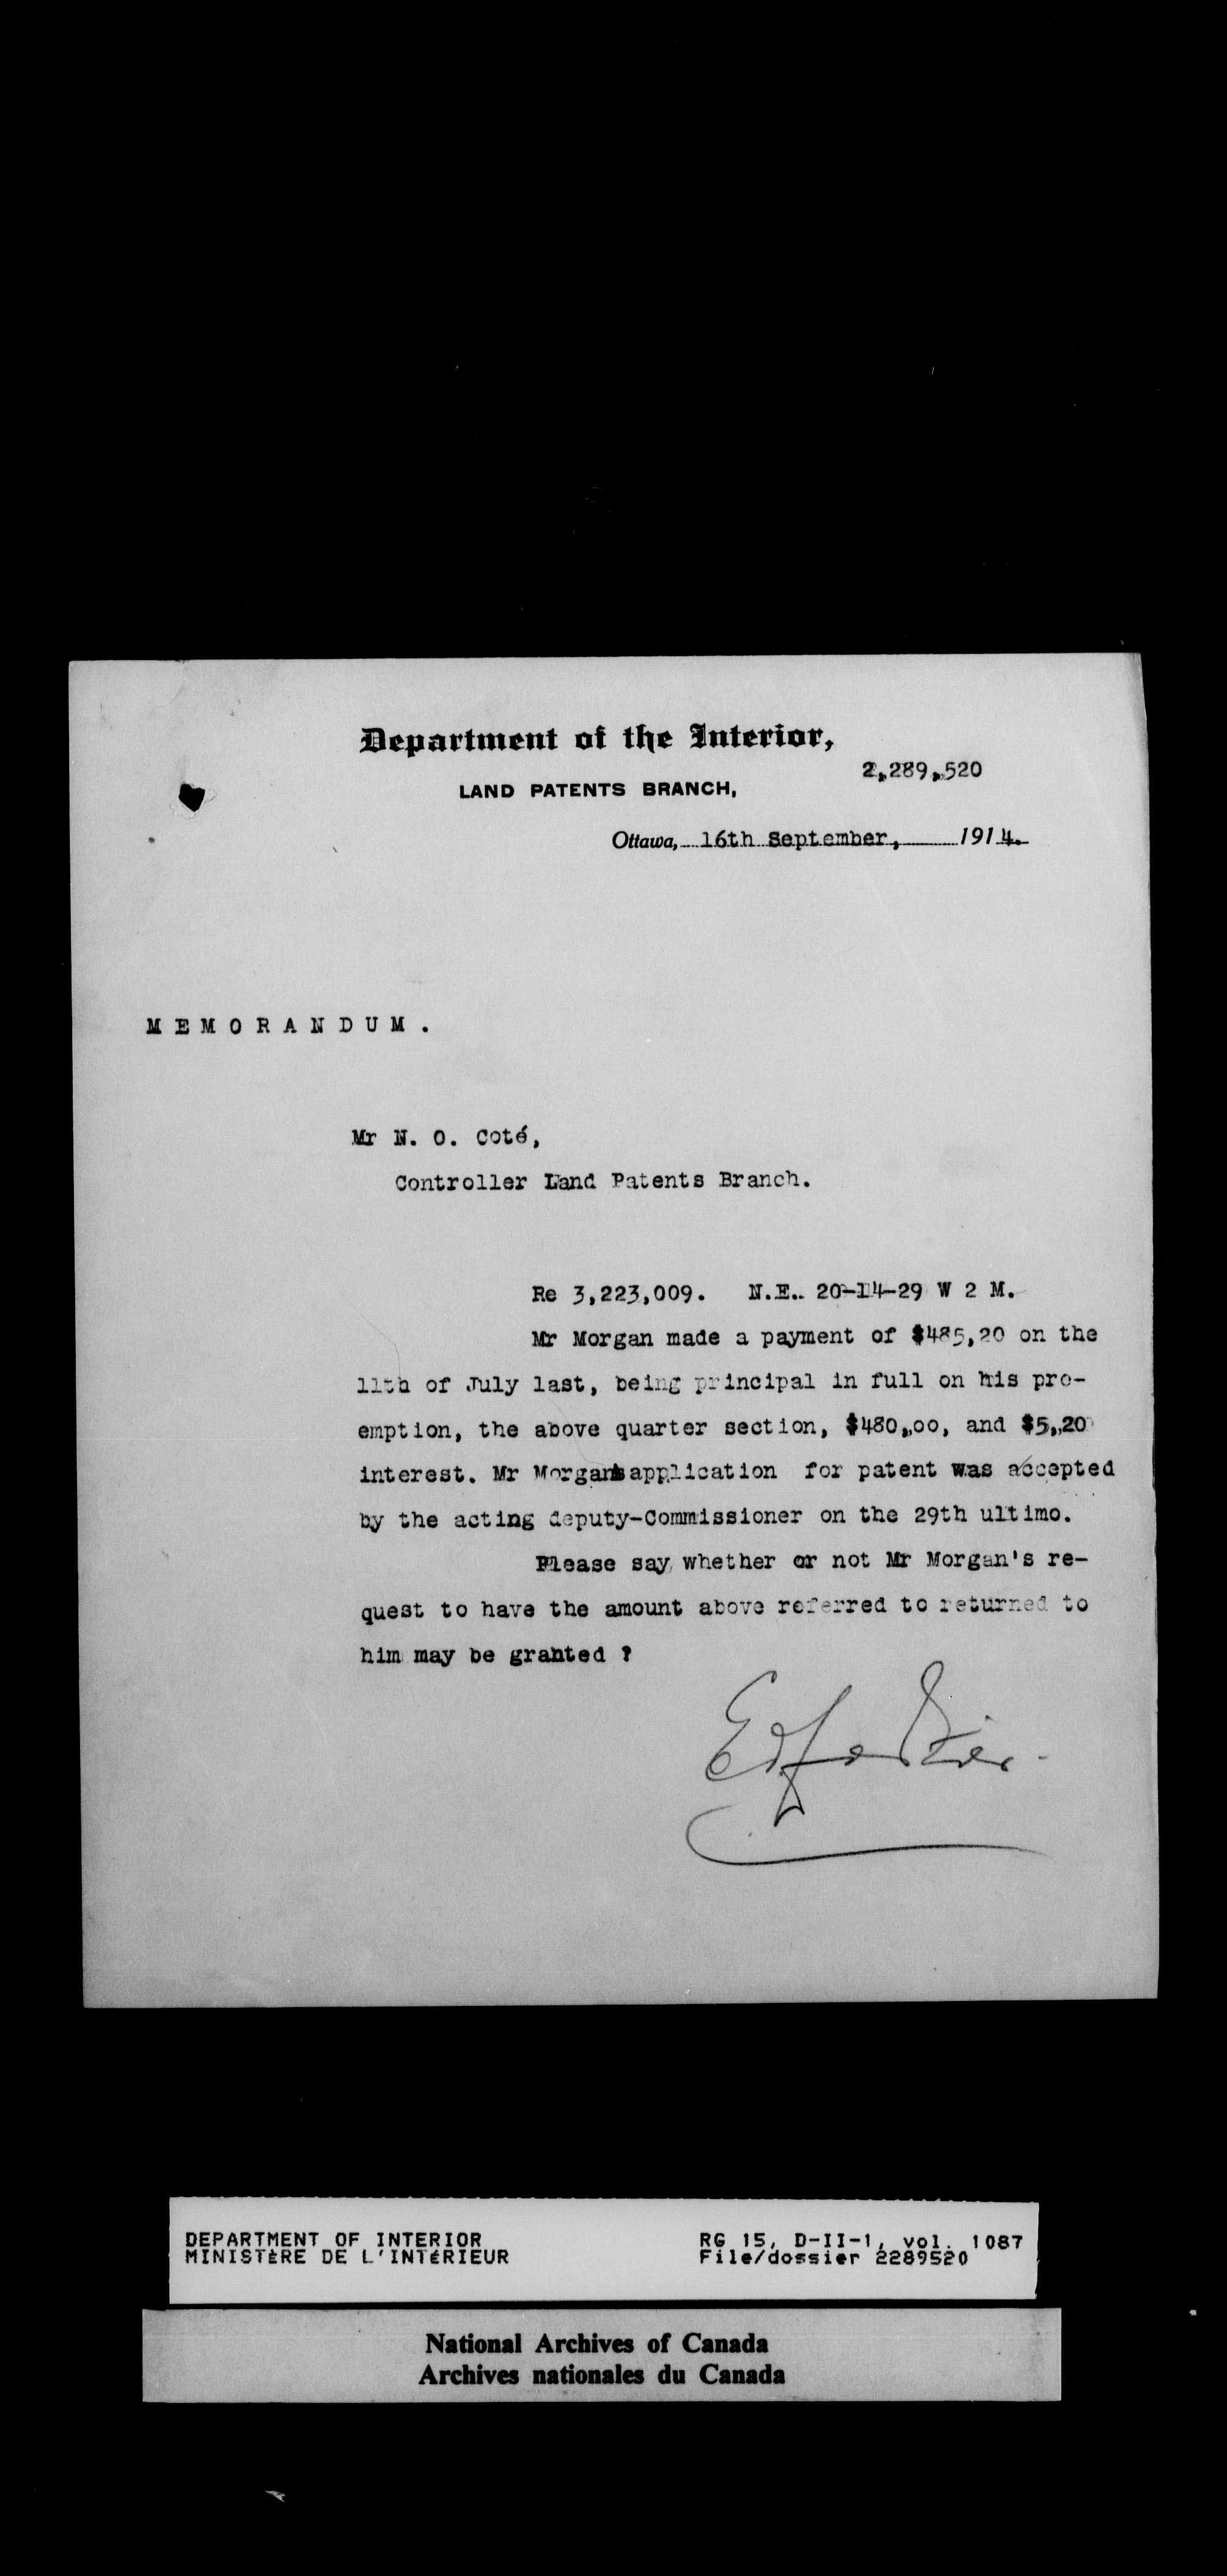 Department of the Interior,
2,289,520
LAND PATENTS BRANCH,
Ottawa, 16th September, 1914.
MEMORANDUM.
Mr N. O. Coté,
Controller Land Patents Branch.
Re 3,223,009. N.E. 20-14-29 W 2 M.
Mr Morgan made a payment of $485,20 on the
11th of July last, being principal in full on his pre-
emption, the above quarter section, $480,00, and $5,20
interest. Mr Morgans application for patent was accepted
by the acting deputy-Commissioner on the 29th ultimo.
Please say whether or not Mr Morgan's re-
quest to have the amount above referred to returned to
him may be granted ?
DEPARTMENT OF INTERIOR
MINISTÈRE DE L'INTÉRIEUR
RG 15, D-II-1, vol. 1087
File/dossier 2289520
National Archives of Canada
Archives nationales du Canada